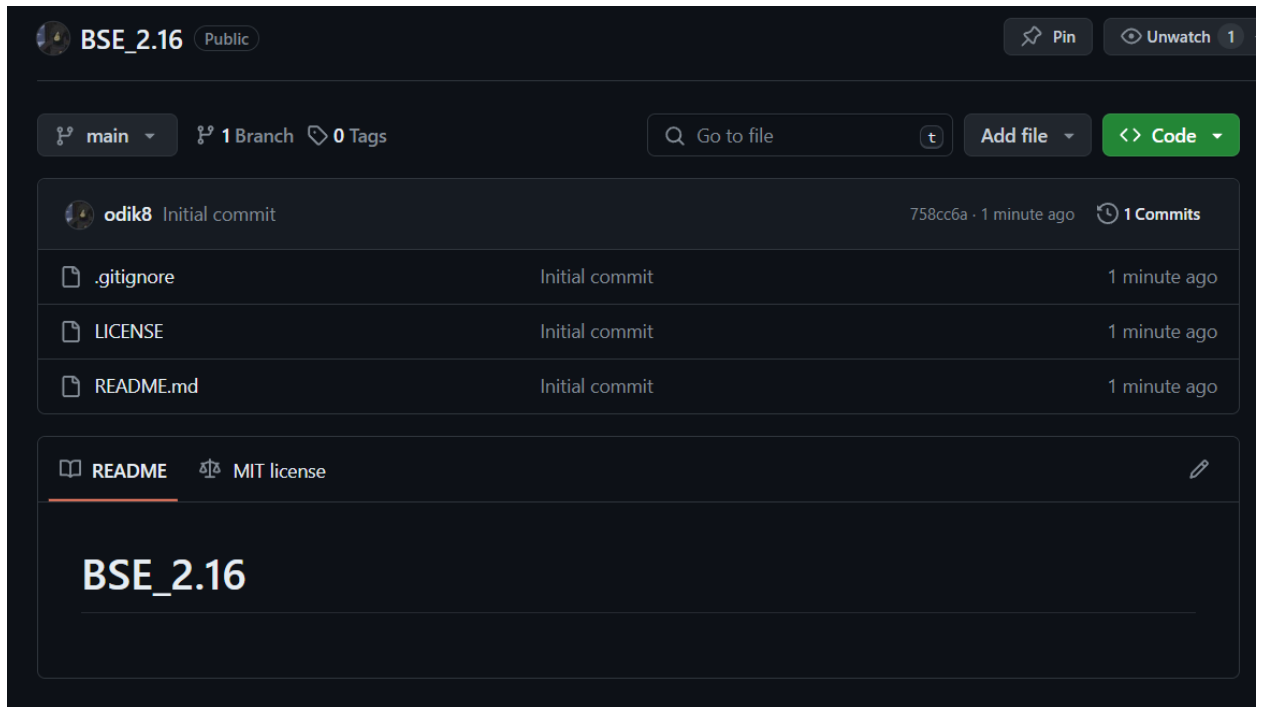 BSE_2.16 Public Pin Unwatch 1
main 1 Branch 0 Tags Go to file t Add file Code
odik8 Initial commit 758cc6a · 1 minute ago 1 Commits
.gitignore Initial commit 1 minute ago
LICENSE Initial commit 1 minute ago
README.md Initial commit 1 minute ago
README MIT license
BSE_2.16